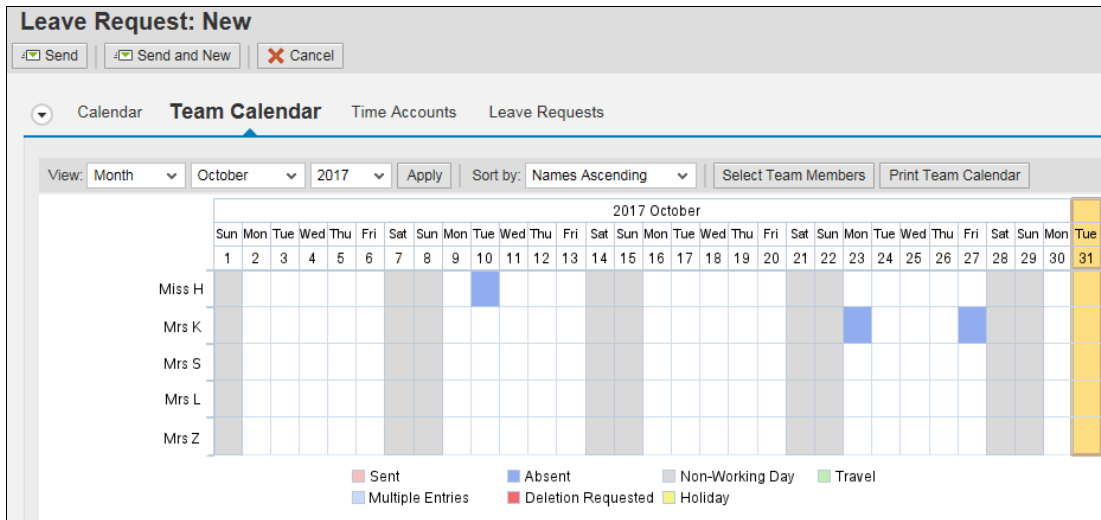 Leave Request: New
Send Send and New Cancel
Calendar Team Calendar Time Accounts Leave Requests
View: Month October 2017 Apply Sort by: Names Ascending Select Team Members Print Team Calendar
2017 October
Sun Mon Tue Wed Thu Fri Sat Sun Mon Tue Wed Thu Fri Sat Sun Mon Tue Wed Thu Fri Sat Sun Mon Tue Wed Thu Fri Sat Sun Mon Tue
1 2 3 4 5 6 7 8 9 10 11 12 13 14 15 16 17 18 19 20 21 22 23 24 25 26 27 28 29 30 31
Miss H
Mrs K
Mrs S
Mrs L
Mrs Z
Sent Absent Non-Working Day Travel
Multiple Entries Deletion Requested Holiday